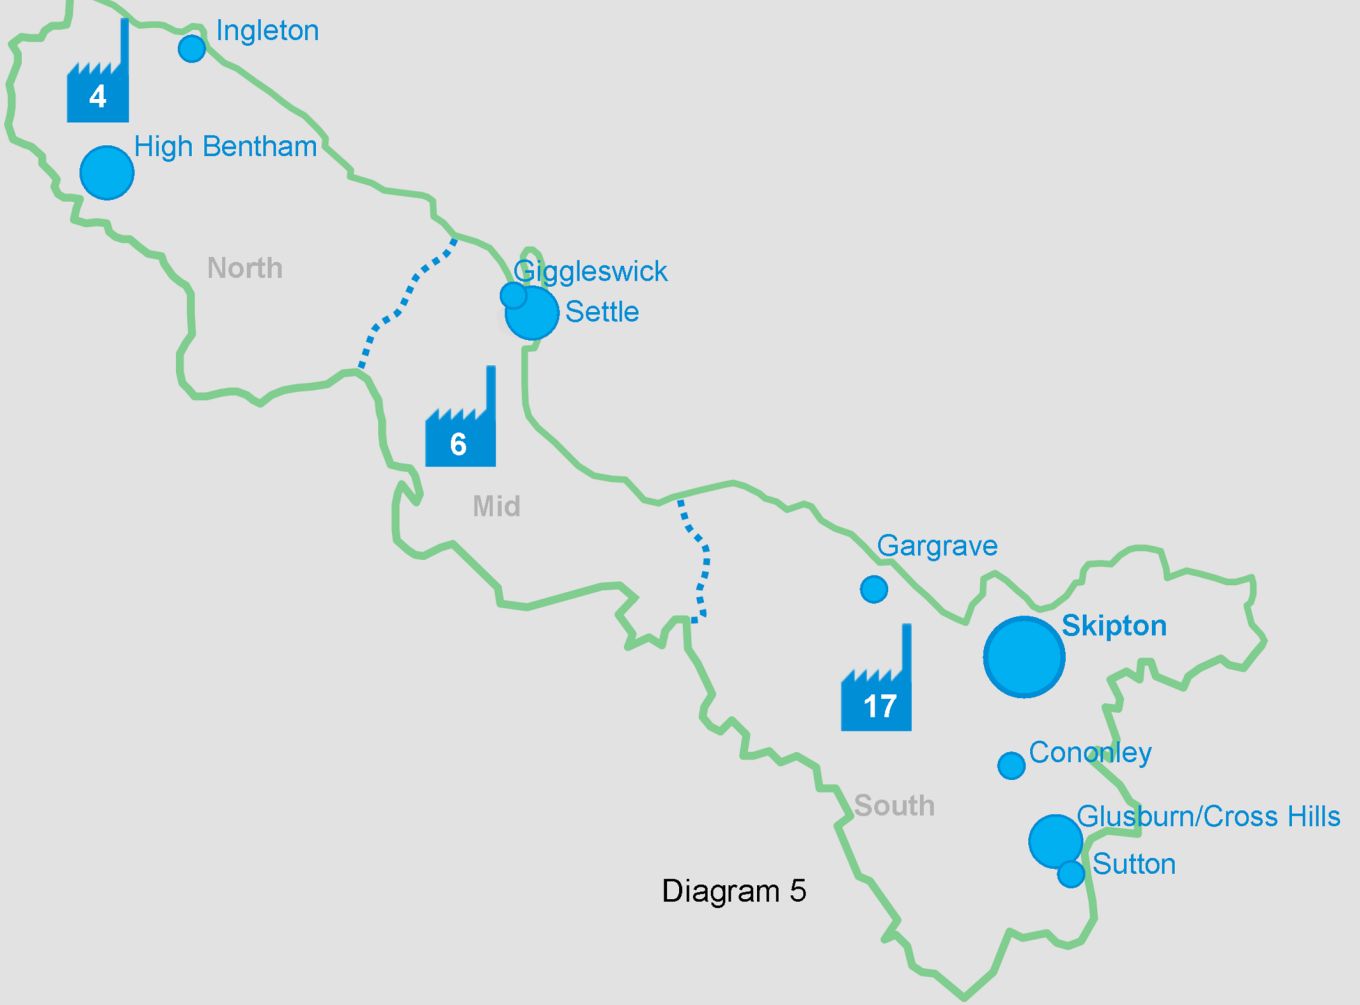 Ingleton
4
High Bentham
North
Giggleswick
Settle
6
Mid
Gargrave
Skipton
17
Cononley
South
Glusburn/Cross Hills
Sutton
Diagram 5